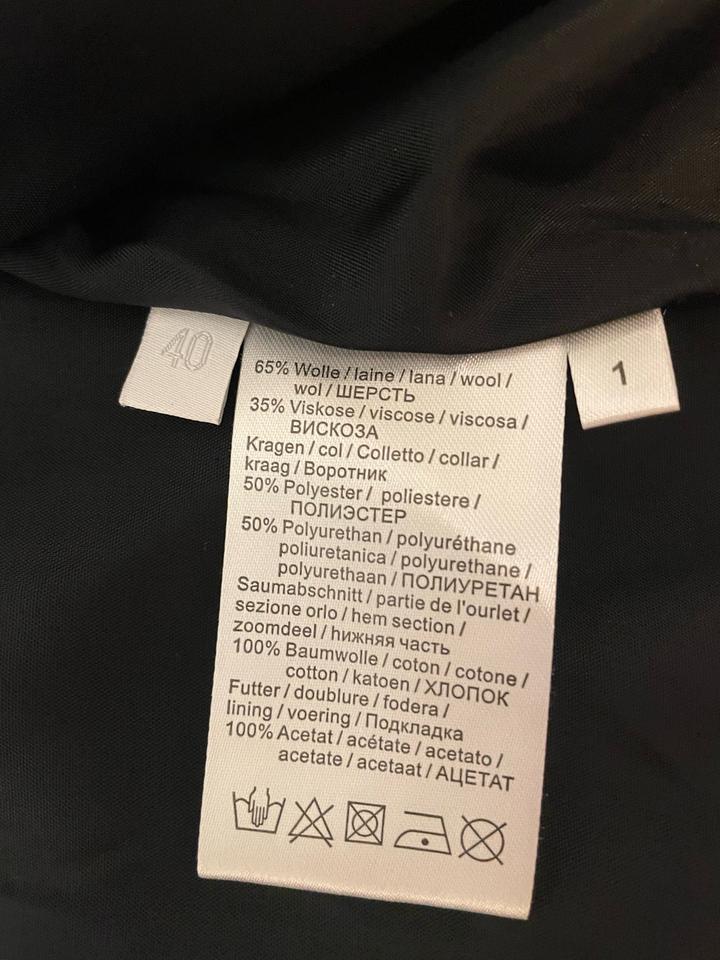 40
65% Wolle / laine / lana / wool /
wol / ШЕРСТЬ
35% Viskose / viscose / viscosa /
ВИСКОЗА
Kragen / col / Colletto / collar /
kraag / Воротник
50% Polyester / poliestere /
ПОЛИЭСТЕР
50% Polyurethan / polyuréthane
poliuretanica / polyurethane /
polyurethaan / ПОЛИУРЕТАН
Saumabschnitt / partie de l'ourlet /
sezione orlo / hem section /
zoomdeel / hижняя часть
100% Baumwolle / coton / cotone /
cotton / katoen / ХЛОПОК
Futter / doublure / fodera /
lining / voering / Подкладка
100% Acetat / acétate / acetato /
acetate / acetaat / АЦЕТАТ
1